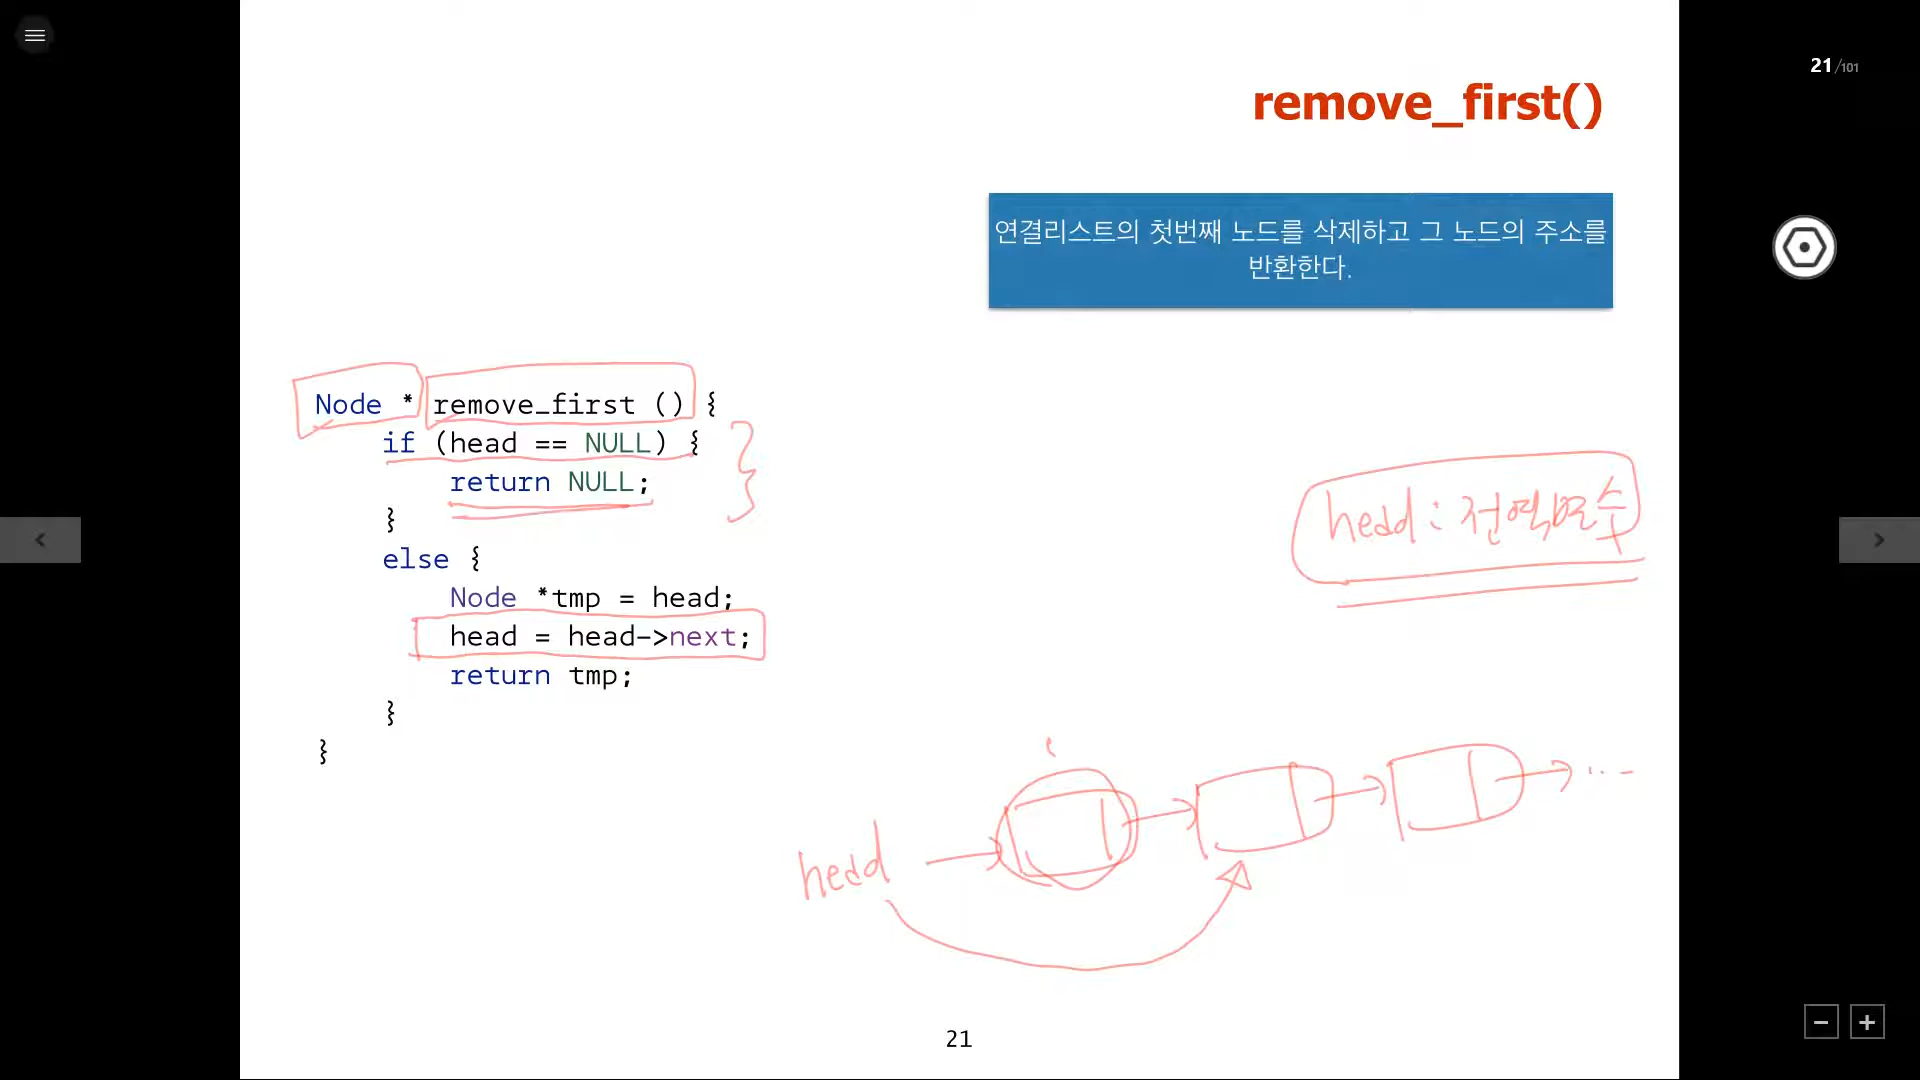 21/101
remove_first()
연결리스트의 첫번째 노드를 삭제하고 그 노드의 주소를
반환한다.
Node * remove_first () {
if (head == NULL) {
return NULL;
}
else {
Node *tmp = head;
head = head->next;
return tmp;
}
}
head : 전역변수
head
21